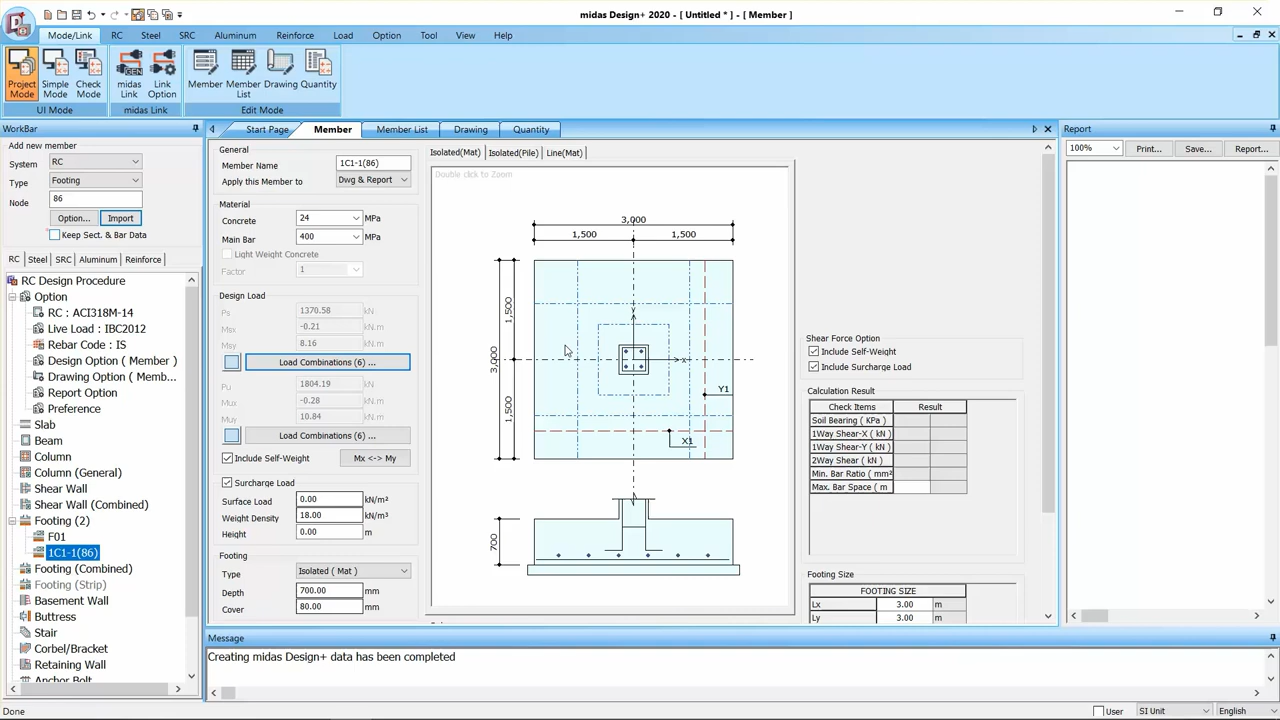 midas Design+ 2020 - [ Untitled * ] - [ Member ]
Mode/Link RC Steel SRC Aluminum Reinforce Load Option Tool View Help
Project Mode Simple Mode Check Mode midas Link Link Option Member Member List Drawing Quantity
UI Mode midas Link Edit Mode
WorkBar
Start Page Member Member List Drawing Quantity
Report
Add new member
System RC
Type Footing
Node 86
Option... Import
Keep Sect. & Bar Data
RC Steel SRC Aluminum Reinforce
RC Design Procedure
Option
RC : ACI318M-14
Live Load : IBC2012
Rebar Code : IS
Design Option ( Member )
Drawing Option ( Memb...
Report Option
Preference
Slab
Beam
Column
Column (General)
Shear Wall
Shear Wall (Combined)
Footing (2)
F01
1C1-1(86)
Footing (Combined)
Footing (Strip)
Basement Wall
Buttress
Stair
Corbel/Bracket
Retaining Wall
Anchor Bolt
General
Member Name 1C1-1(86)
Apply this Member to Dwg & Report
Material
Concrete 24 MPa
Main Bar 400 MPa
Light Weight Concrete
Factor 1
Design Load
Ps 1370.58 kN
Msx -0.21 kN.m
Msy 8.16 kN.m
Load Combinations (6) ...
Pu 1804.19 kN
Mux -0.28 kN.m
Muy 10.84 kN.m
Load Combinations (6) ...
Include Self-Weight Mx <-> My
Surcharge Load
Surface Load 0.00 kN/m²
Weight Density 18.00 kN/m³
Height 0.00 m
Footing
Type Isolated ( Mat )
Depth 700.00 mm
Cover 80.00 mm
Isolated(Mat) Isolated(Pile) Line(Mat)
Double click to Zoom
3,000
1,500 1,500
1,500
3,000
1,500
Y
X
Y1
X1
700
Shear Force Option
Include Self-Weight
Include Surcharge Load
Calculation Result
Check Items Result
Soil Bearing ( KPa )
1Way Shear-X ( kN )
1Way Shear-Y ( kN )
2Way Shear ( kN )
Min. Bar Ratio ( mm²
Max. Bar Space ( m
Footing Size
FOOTING SIZE
Lx 3.00 m
Ly 3.00 m
100% Print... Save... Report...
Message
Creating midas Design+ data has been completed
Done
User SI Unit English